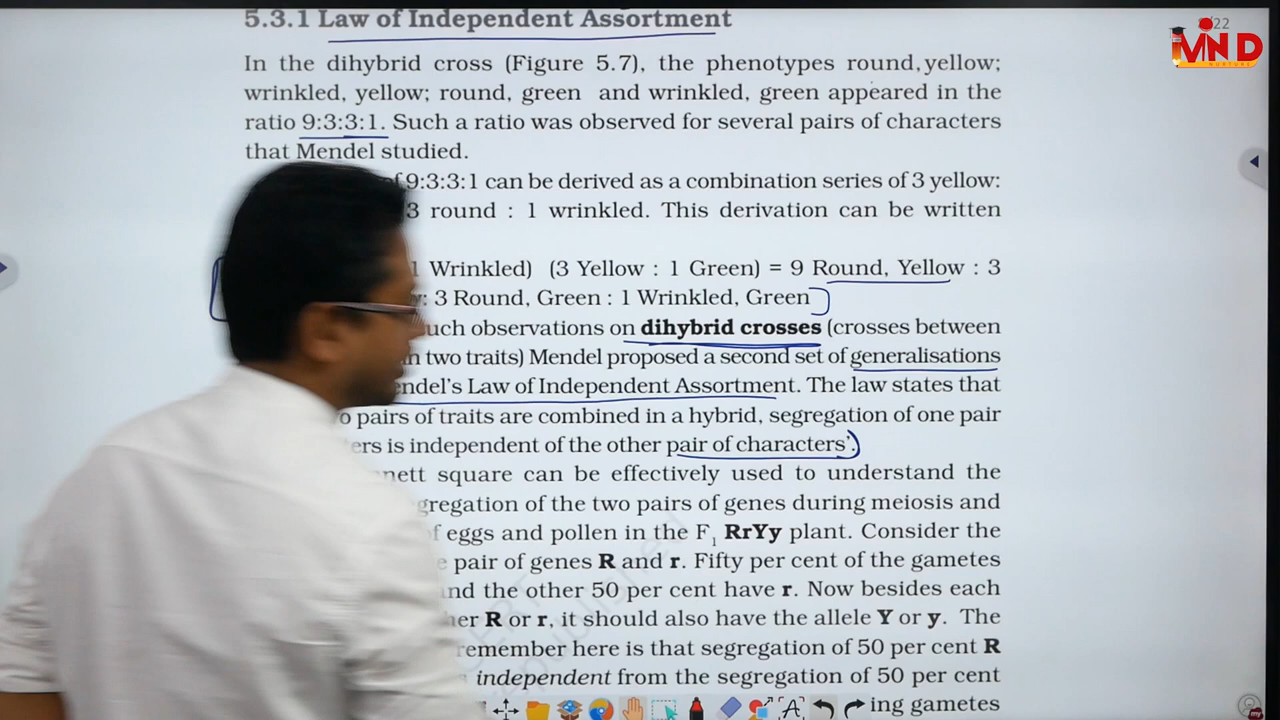 5.3.1 Law of Independent Assortment
22
MIND
In the dihybrid cross (Figure 5.7), the phenotypes round,yellow;
wrinkled, yellow; round, green and wrinkled, green appeared in the
ratio 9:3:3:1. Such a ratio was observed for several pairs of characters
that Mendel studied.
9:3:3:1 can be derived as a combination series of 3 yellow:
3 round : 1 wrinkled. This derivation can be written
1 Wrinkled) (3 Yellow : 1 Green) = 9 Round, Yellow : 3
: 3 Round, Green : 1 Wrinkled, Green
uch observations on dihybrid crosses (crosses between
n two traits) Mendel proposed a second set of generalisations
endel's Law of Independent Assortment. The law states that
o pairs of traits are combined in a hybrid, segregation of one pair
ers is independent of the other pair of characters'.
nett square can be effectively used to understand the
gregation of the two pairs of genes during meiosis and
f eggs and pollen in the F1 RrYy plant. Consider the
e pair of genes R and r. Fifty per cent of the gametes
nd the other 50 per cent have r. Now besides each
her R or r, it should also have the allele Y or y. The
remember here is that segregation of 50 per cent R
independent from the segregation of 50 per cent
ing gametes